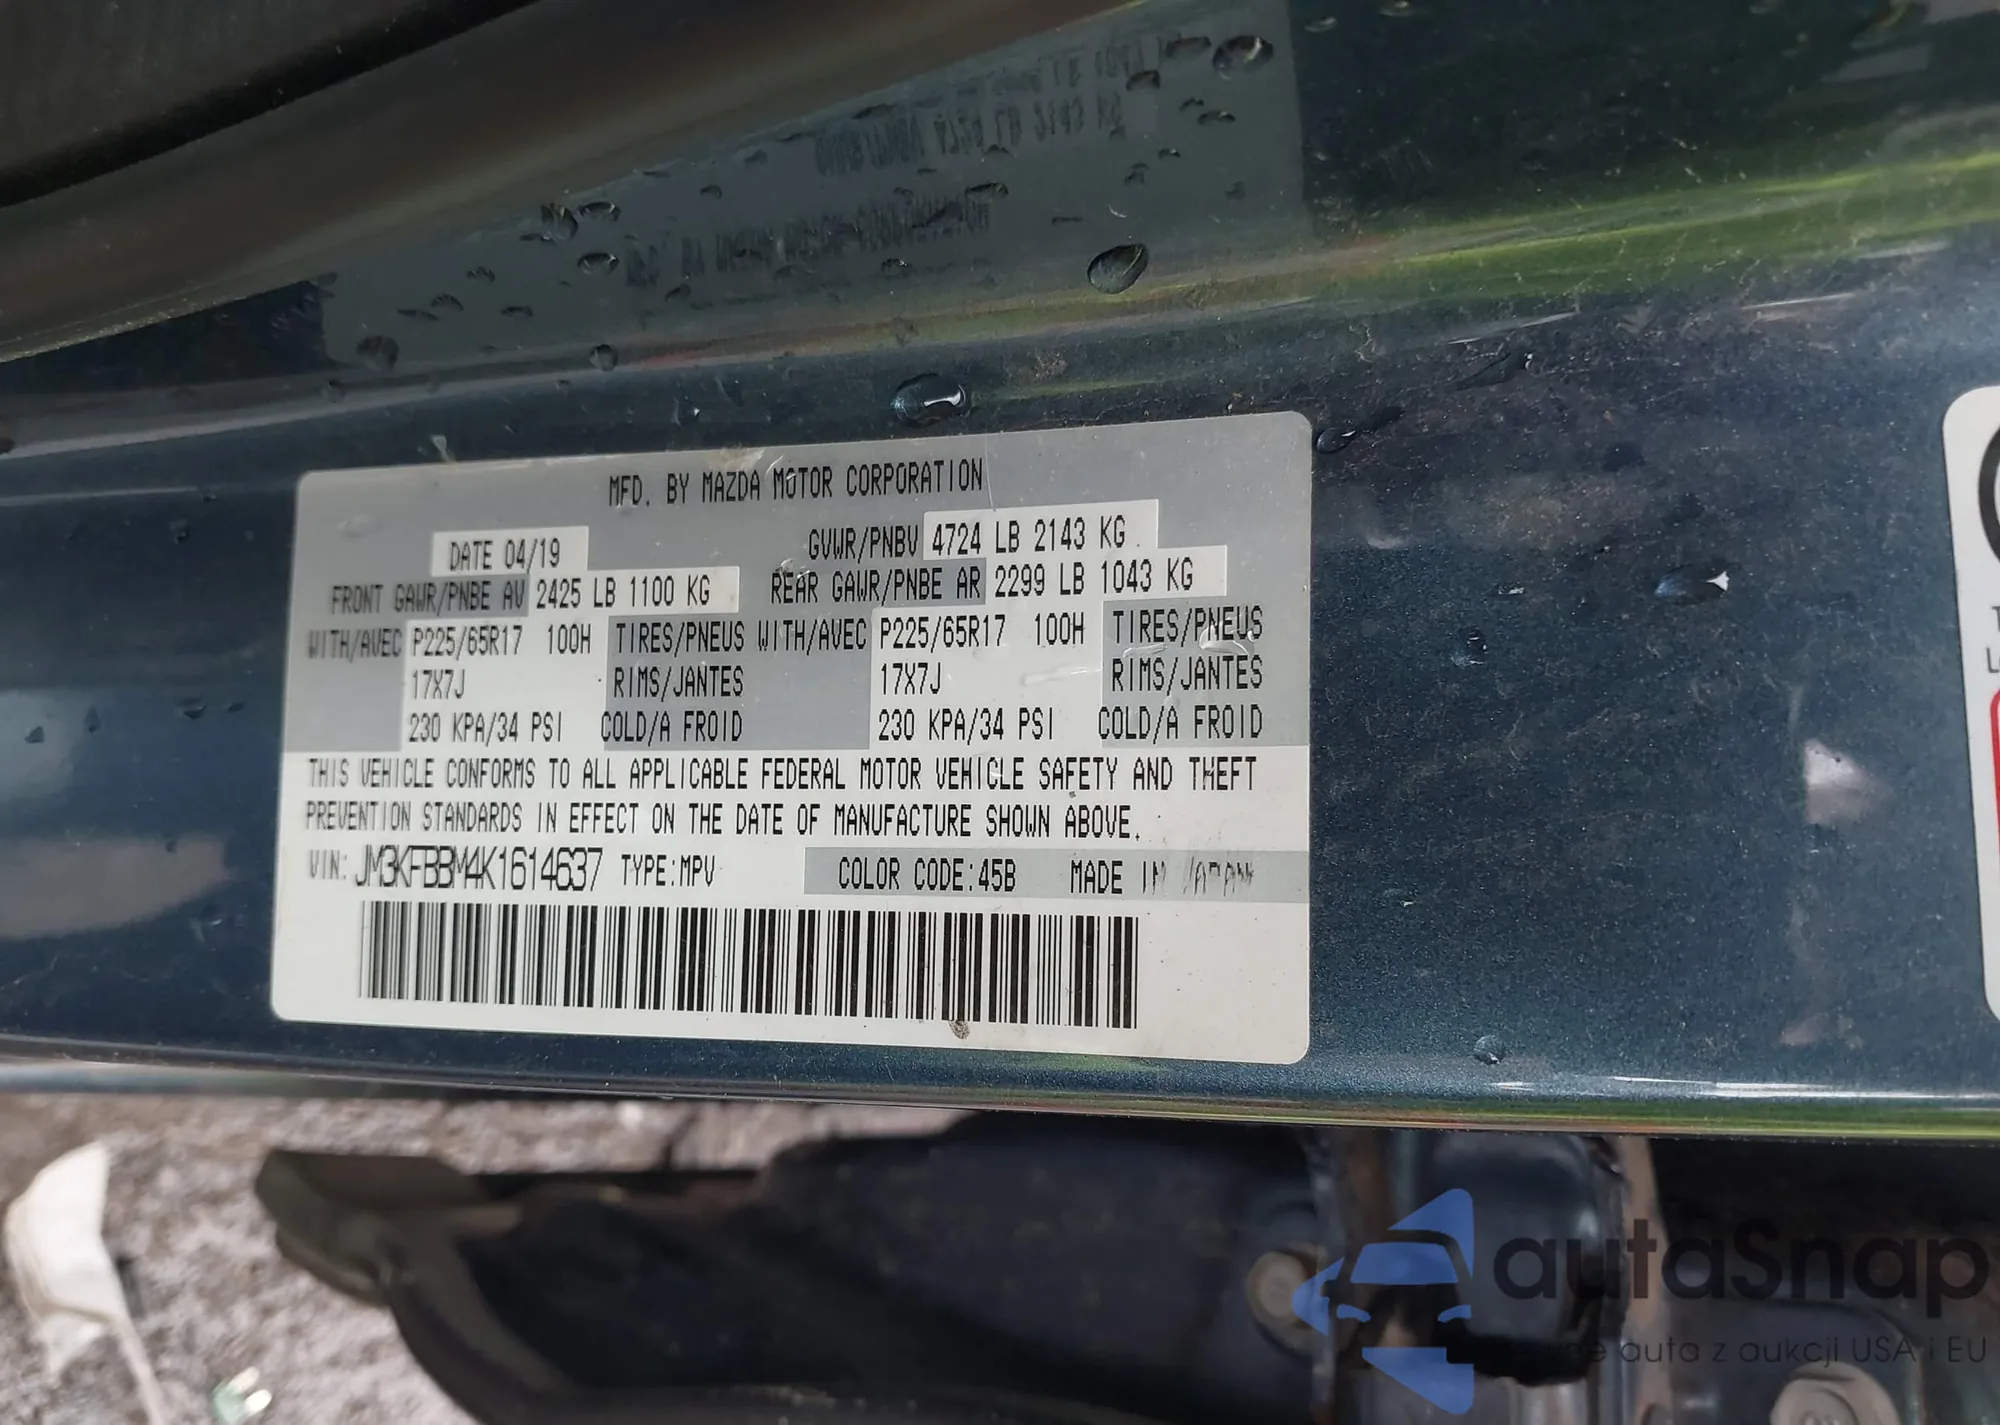 MFD. BY MAZDA MOTOR CORPORATION
DATE 04/19 GVWR/PNBV 4724 LB 2143 KG
FRONT GAWR/PNBE AV 2425 LB 1100 KG REAR GAWR/PNBE AR 2299 LB 1043 KG
WITH/AVEC P225/65R17 100H TIRES/PNEUS WITH/AVEC P225/65R17 100H TIRES/PNEUS
17X7J RIMS/JANTES 17X7J RIMS/JANTES
230 KPA/34 PSI COLD/A FROID 230 KPA/34 PSI COLD/A FROID
THIS VEHICLE CONFORMS TO ALL APPLICABLE FEDERAL MOTOR VEHICLE SAFETY AND THEFT
PREVENTION STANDARDS IN EFFECT ON THE DATE OF MANUFACTURE SHOWN ABOVE.
VIN: JM3KFBBM4K1614637 TYPE:MPV COLOR CODE:45B MADE IN JAPAN
autaSnap
auta z aukcji USA i EU